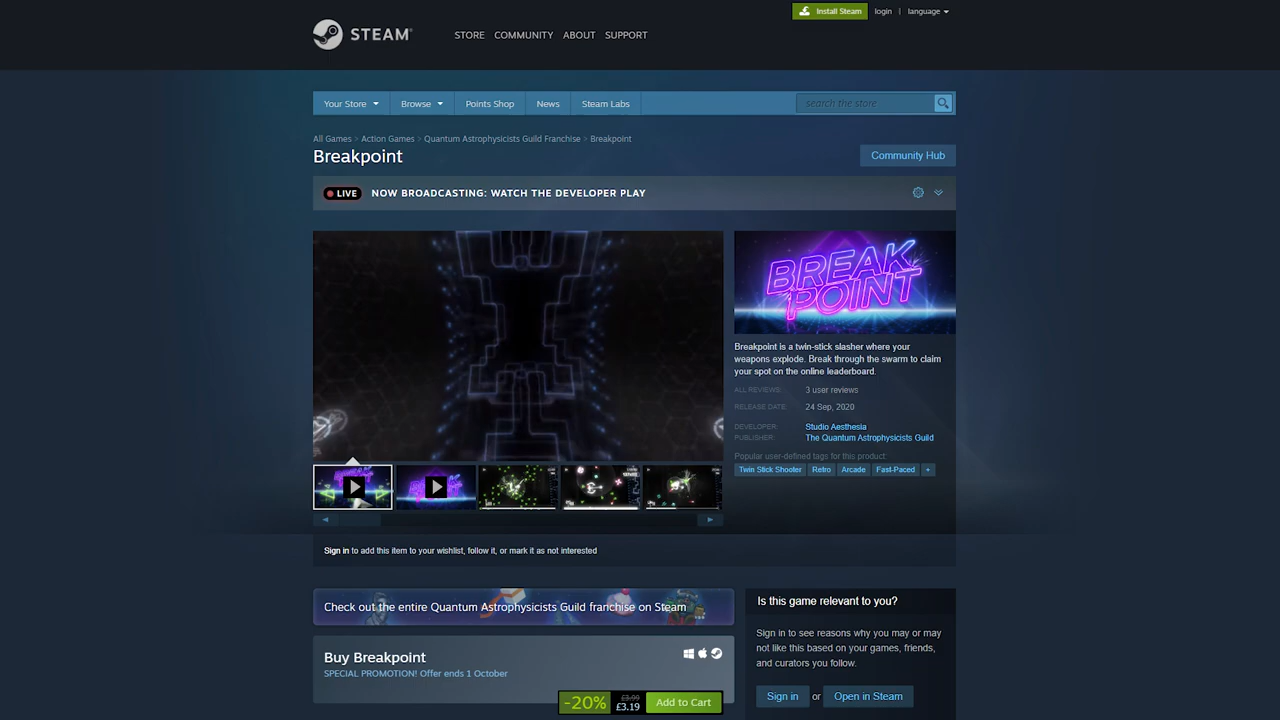 Install Steam login | language
STEAM
STORE COMMUNITY ABOUT SUPPORT
Your Store Browse Points Shop News Steam Labs search the store
All Games > Action Games > Quantum Astrophysicists Guild Franchise > Breakpoint
Breakpoint
Community Hub
LIVE NOW BROADCASTING: WATCH THE DEVELOPER PLAY
BREAK
POINT
Breakpoint is a twin-stick slasher where your
weapons explode. Break through the swarm to claim
your spot on the online leaderboard.
ALL REVIEWS: 3 user reviews
RELEASE DATE: 24 Sep, 2020
DEVELOPER: Studio Aesthesia
PUBLISHER: The Quantum Astrophysicists Guild
Popular user-defined tags for this product:
Twin Stick Shooter Retro Arcade Fast-Paced +
Sign in to add this item to your wishlist, follow it, or mark it as not interested
Check out the entire Quantum Astrophysicists Guild franchise on Steam
Buy Breakpoint
SPECIAL PROMOTION! Offer ends 1 October
-20% £3.99 £3.19 Add to Cart
Is this game relevant to you?
Sign in to see reasons why you may or may
not like this based on your games, friends,
and curators you follow.
Sign in or Open in Steam